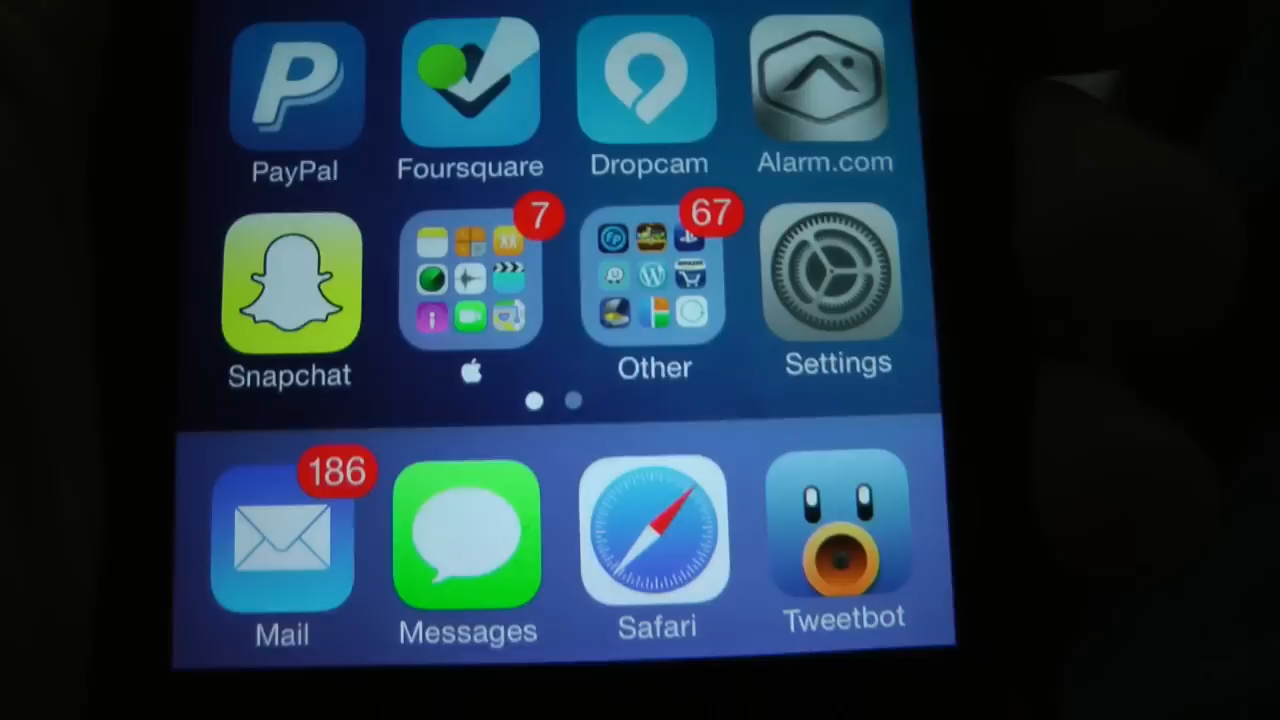 PayPal Foursquare Dropcam Alarm.com
7 67
Snapchat Other Settings
186
Mail Messages Safari Tweetbot